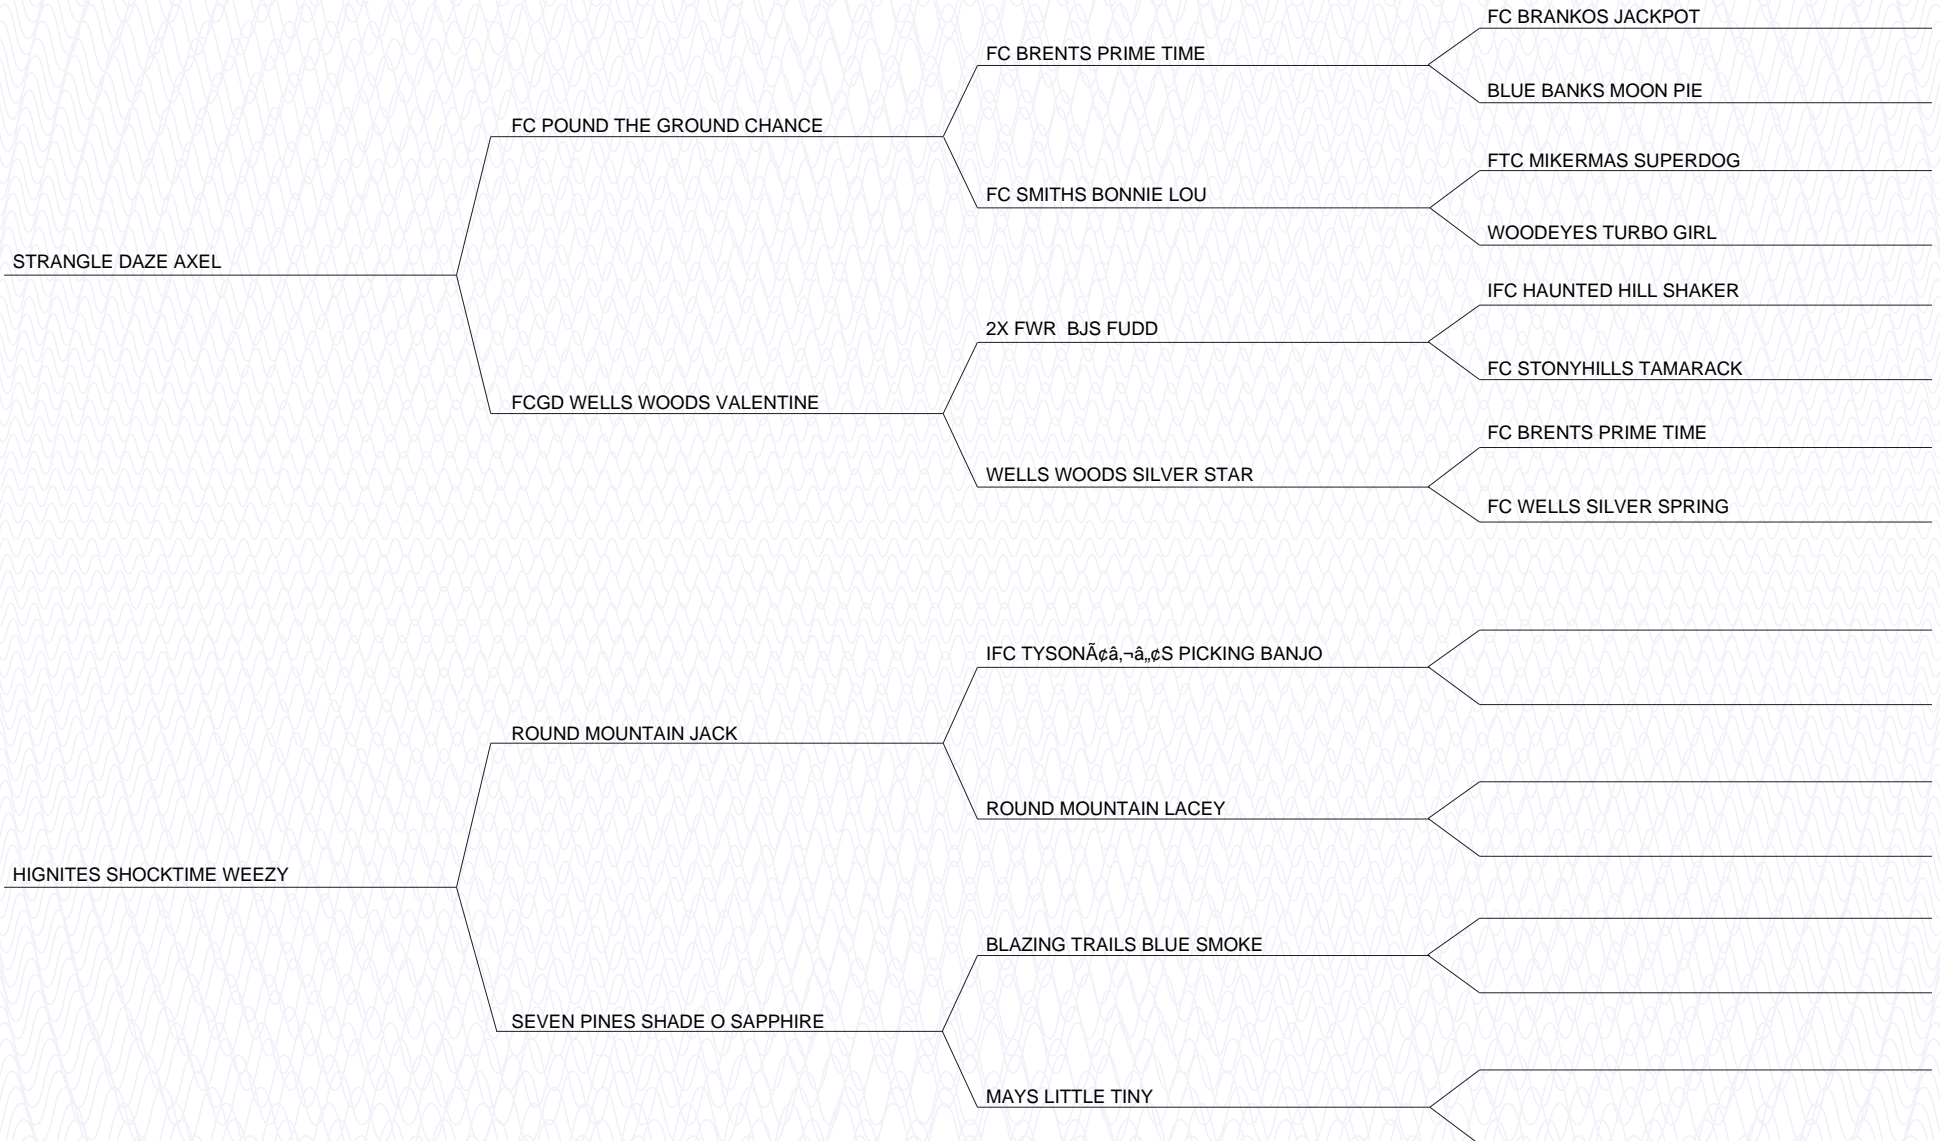 FC BRANKOS JACKPOT
FC BRENTS PRIME TIME
BLUE BANKS MOON PIE
FC POUND THE GROUND CHANCE
FTC MIKERMAS SUPERDOG
FC SMITHS BONNIE LOU
WOODEYES TURBO GIRL
STRANGLE DAZE AXEL
IFC HAUNTED HILL SHAKER
2X FWR  BJS FUDD
FC STONYHILLS TAMARACK
FCGD WELLS WOODS VALENTINE
FC BRENTS PRIME TIME
WELLS WOODS SILVER STAR
FC WELLS SILVER SPRING
IFC TYSONÃ¢â‚¬â„¢S PICKING BANJO
ROUND MOUNTAIN JACK
ROUND MOUNTAIN LACEY
HIGNITES SHOCKTIME WEEZY
BLAZING TRAILS BLUE SMOKE
SEVEN PINES SHADE O SAPPHIRE
MAYS LITTLE TINY